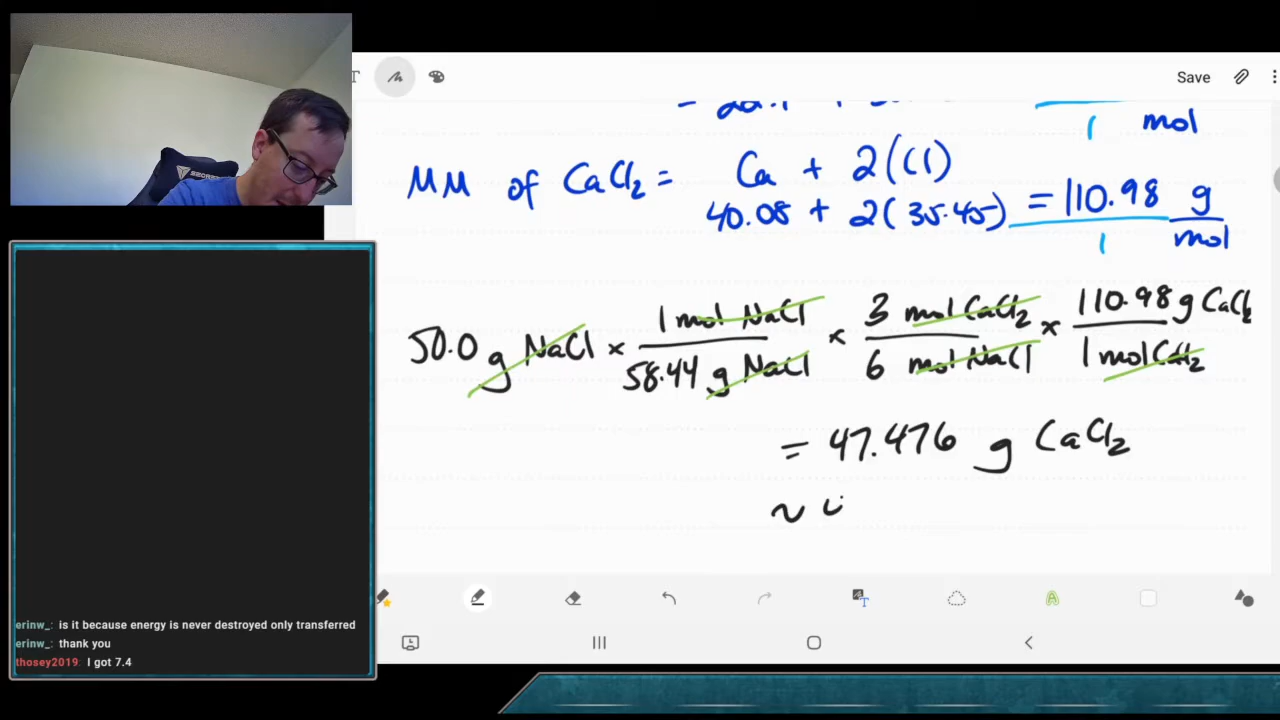 T
Save
1 mol
MM of CaCl₂ = Ca + 2(Cl)
40.08 + 2(35.45) = 110.98 g
1 mol
50.0 g NaCl × 1 mol NaCl × 3 mol CaCl₂ × 110.98 g CaCl₂
58.44 g NaCl 6 mol NaCl 1 mol CaCl₂
= 47.476 g CaCl₂
~
erinw_: is it because energy is never destroyed only transferred
erinw_: thank you
thosey2019: I got 7.4